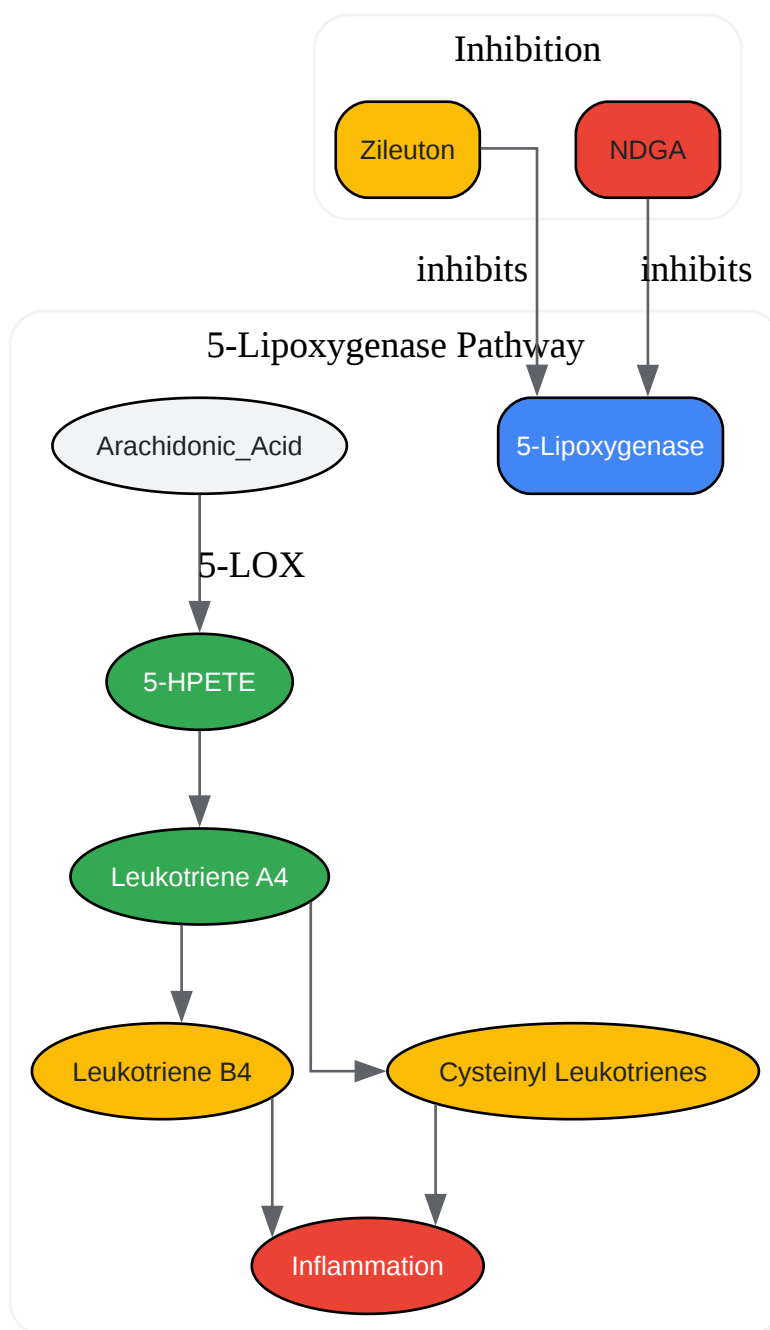 Inhibition
Zileuton
NDGA
inhibits
inhibits
5-Lipoxygenase Pathway
Arachidonic_Acid
5-Lipoxygenase
5-LOX
5-HPETE
Leukotriene A4
Leukotriene B4
Cysteinyl Leukotrienes
Inflammation